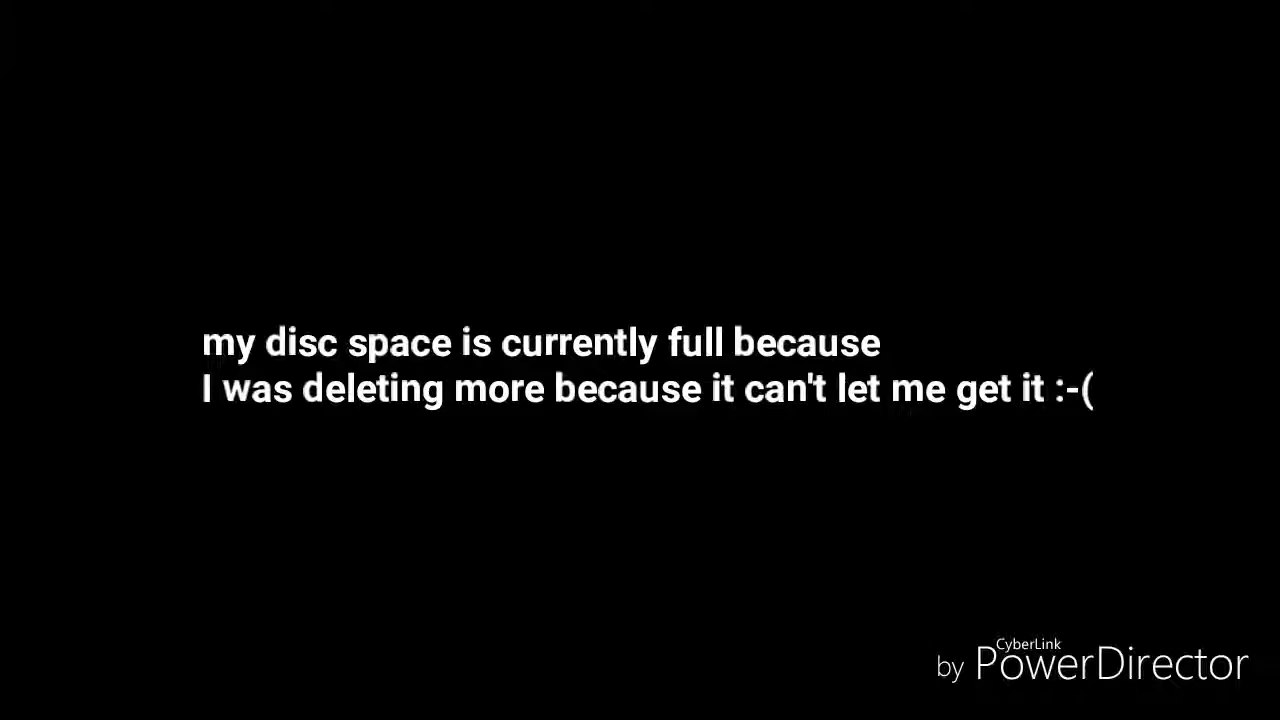 my disc space is currently full because
I was deleting more because it can't let me get it :-(
CyberLink
by PowerDirector